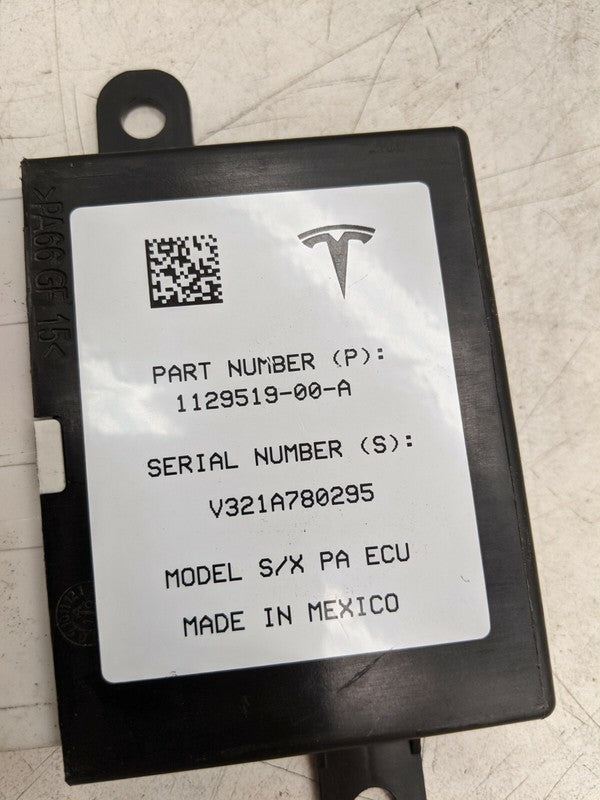 >PA66 GF 15<
PART NUMBER (P):
1129519-00-A
SERIAL NUMBER (S):
V321A780295
MODEL S/X PA ECU
MADE IN MEXICO